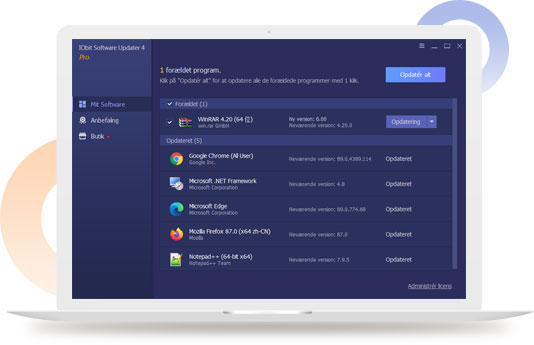 IObit Software Updater 4
Pro
1 forældet program.
Klik på "Opdatér alt" for at opdatere alle de forældede programmer med 1 klik.
Opdatér alt
Mit Software
Anbefaling
Butik
Forældet (1)
WinRAR 4.20 (64 位)
win.rar GmbH
Ny version: 6.00
Nuværende version: 4.20.0
Opdatering
Opdateret (5)
Google Chrome (All User)
Google Inc.
Nuværende version: 89.0.4389.114
Opdateret
Microsoft .NET Framework
Microsoft Corporation
Nuværende version: 4.8
Opdateret
Microsoft Edge
Microsoft Corporation
Nuværende version: 89.0.774.68
Opdateret
Mozilla Firefox 87.0 (x64 zh-CN)
Mozilla
Nuværende version: 87.0
Opdateret
Notepad++ (64-bit x64)
Notepad++ Team
Nuværende version: 7.9.5
Opdateret
Administrér licens